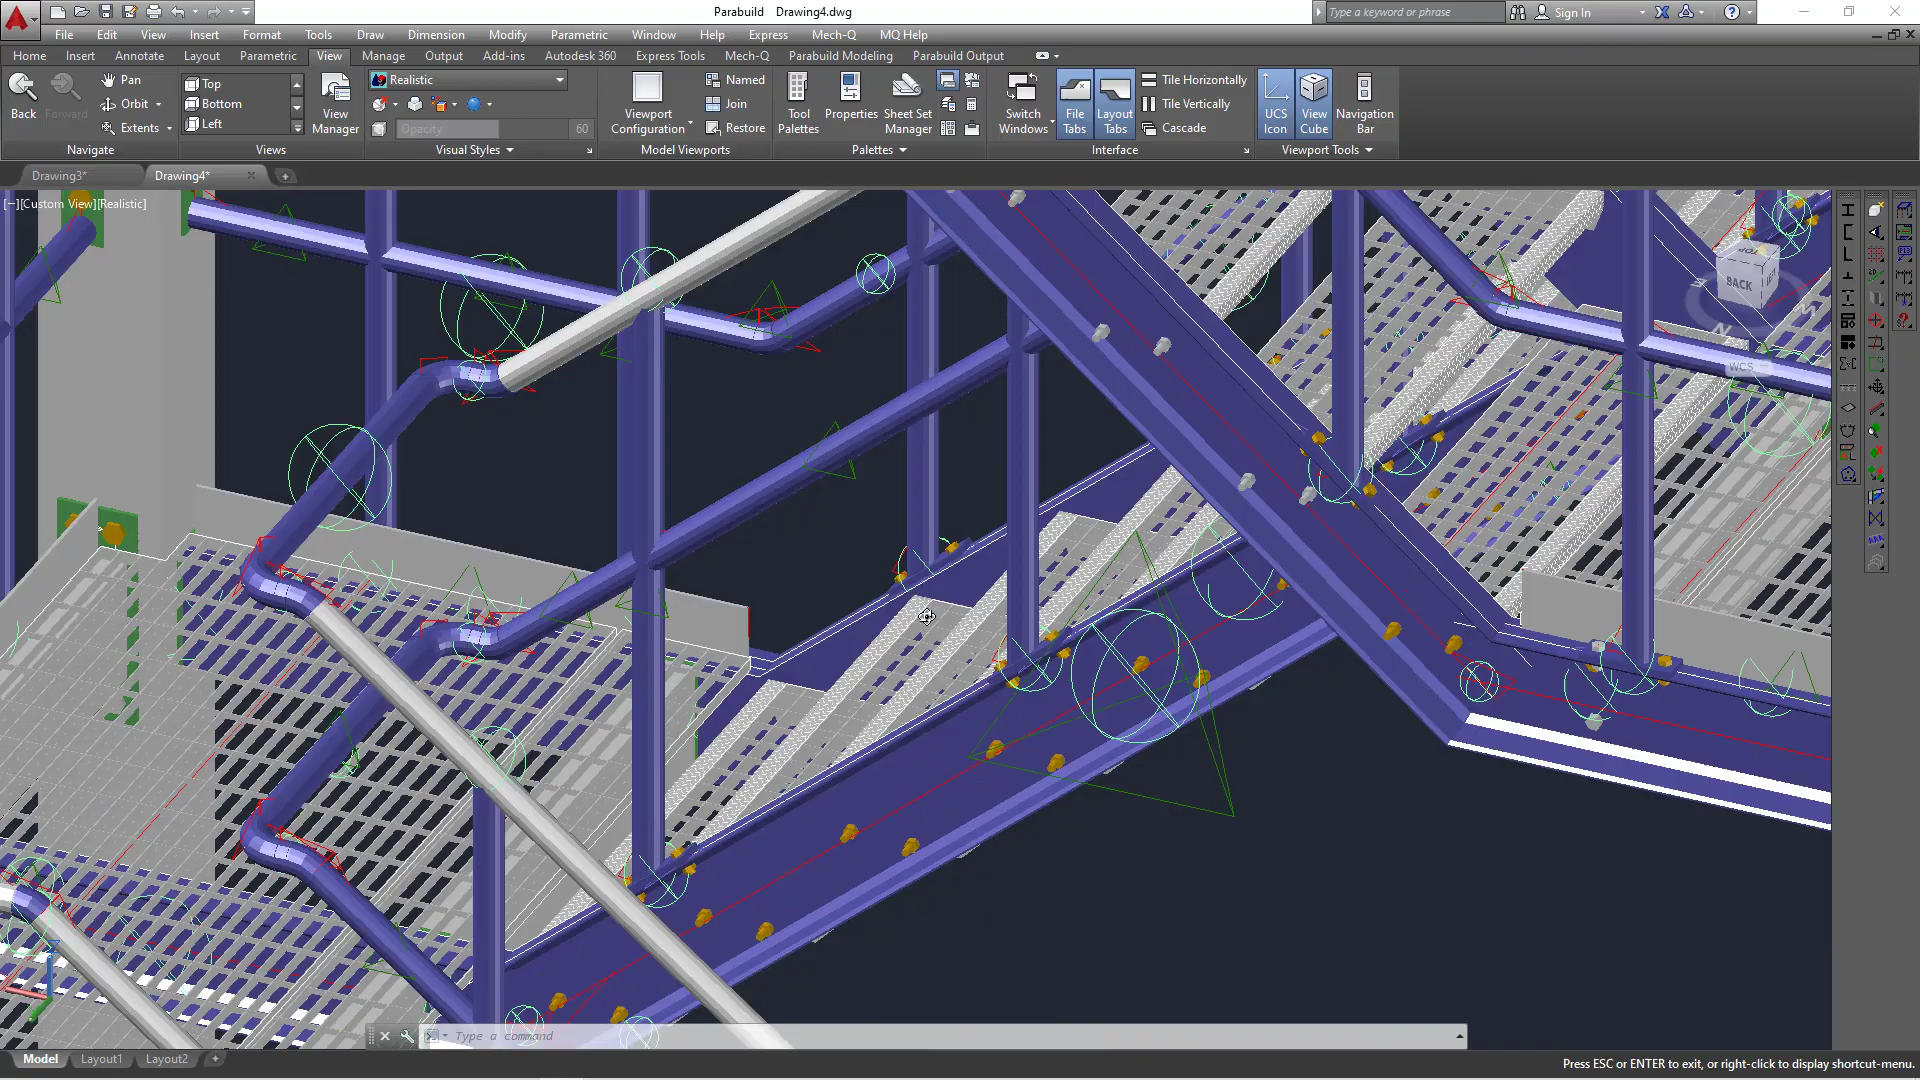 Parabuild Drawing4.dwg
Type a keyword or phrase
Sign In
File Edit View Insert Format Tools Draw Dimension Modify Parametric Window Help Express Mech-Q MQ Help
Home Insert Annotate Layout Parametric View Manage Output Add-ins Autodesk 360 Express Tools Mech-Q Parabuild Modeling Parabuild Output
Back
Forward
Pan
Orbit
Extents
Navigate
Top
Bottom
Left
View
Manager
Views
Realistic
Opacity 60
Visual Styles
Viewport
Configuration
Named
Join
Restore
Model Viewports
Tool
Palettes
Properties
Sheet Set
Manager
Palettes
Switch
Windows
File
Tabs
Layout
Tabs
Tile Horizontally
Tile Vertically
Cascade
Interface
UCS
Icon
View
Cube
Navigation
Bar
Viewport Tools
Drawing3*
Drawing4*
[−][Custom View][Realistic]
TOP
BACK
LEFT
N
WCS
Type a command
Model Layout1 Layout2
Press ESC or ENTER to exit, or right-click to display shortcut-menu.